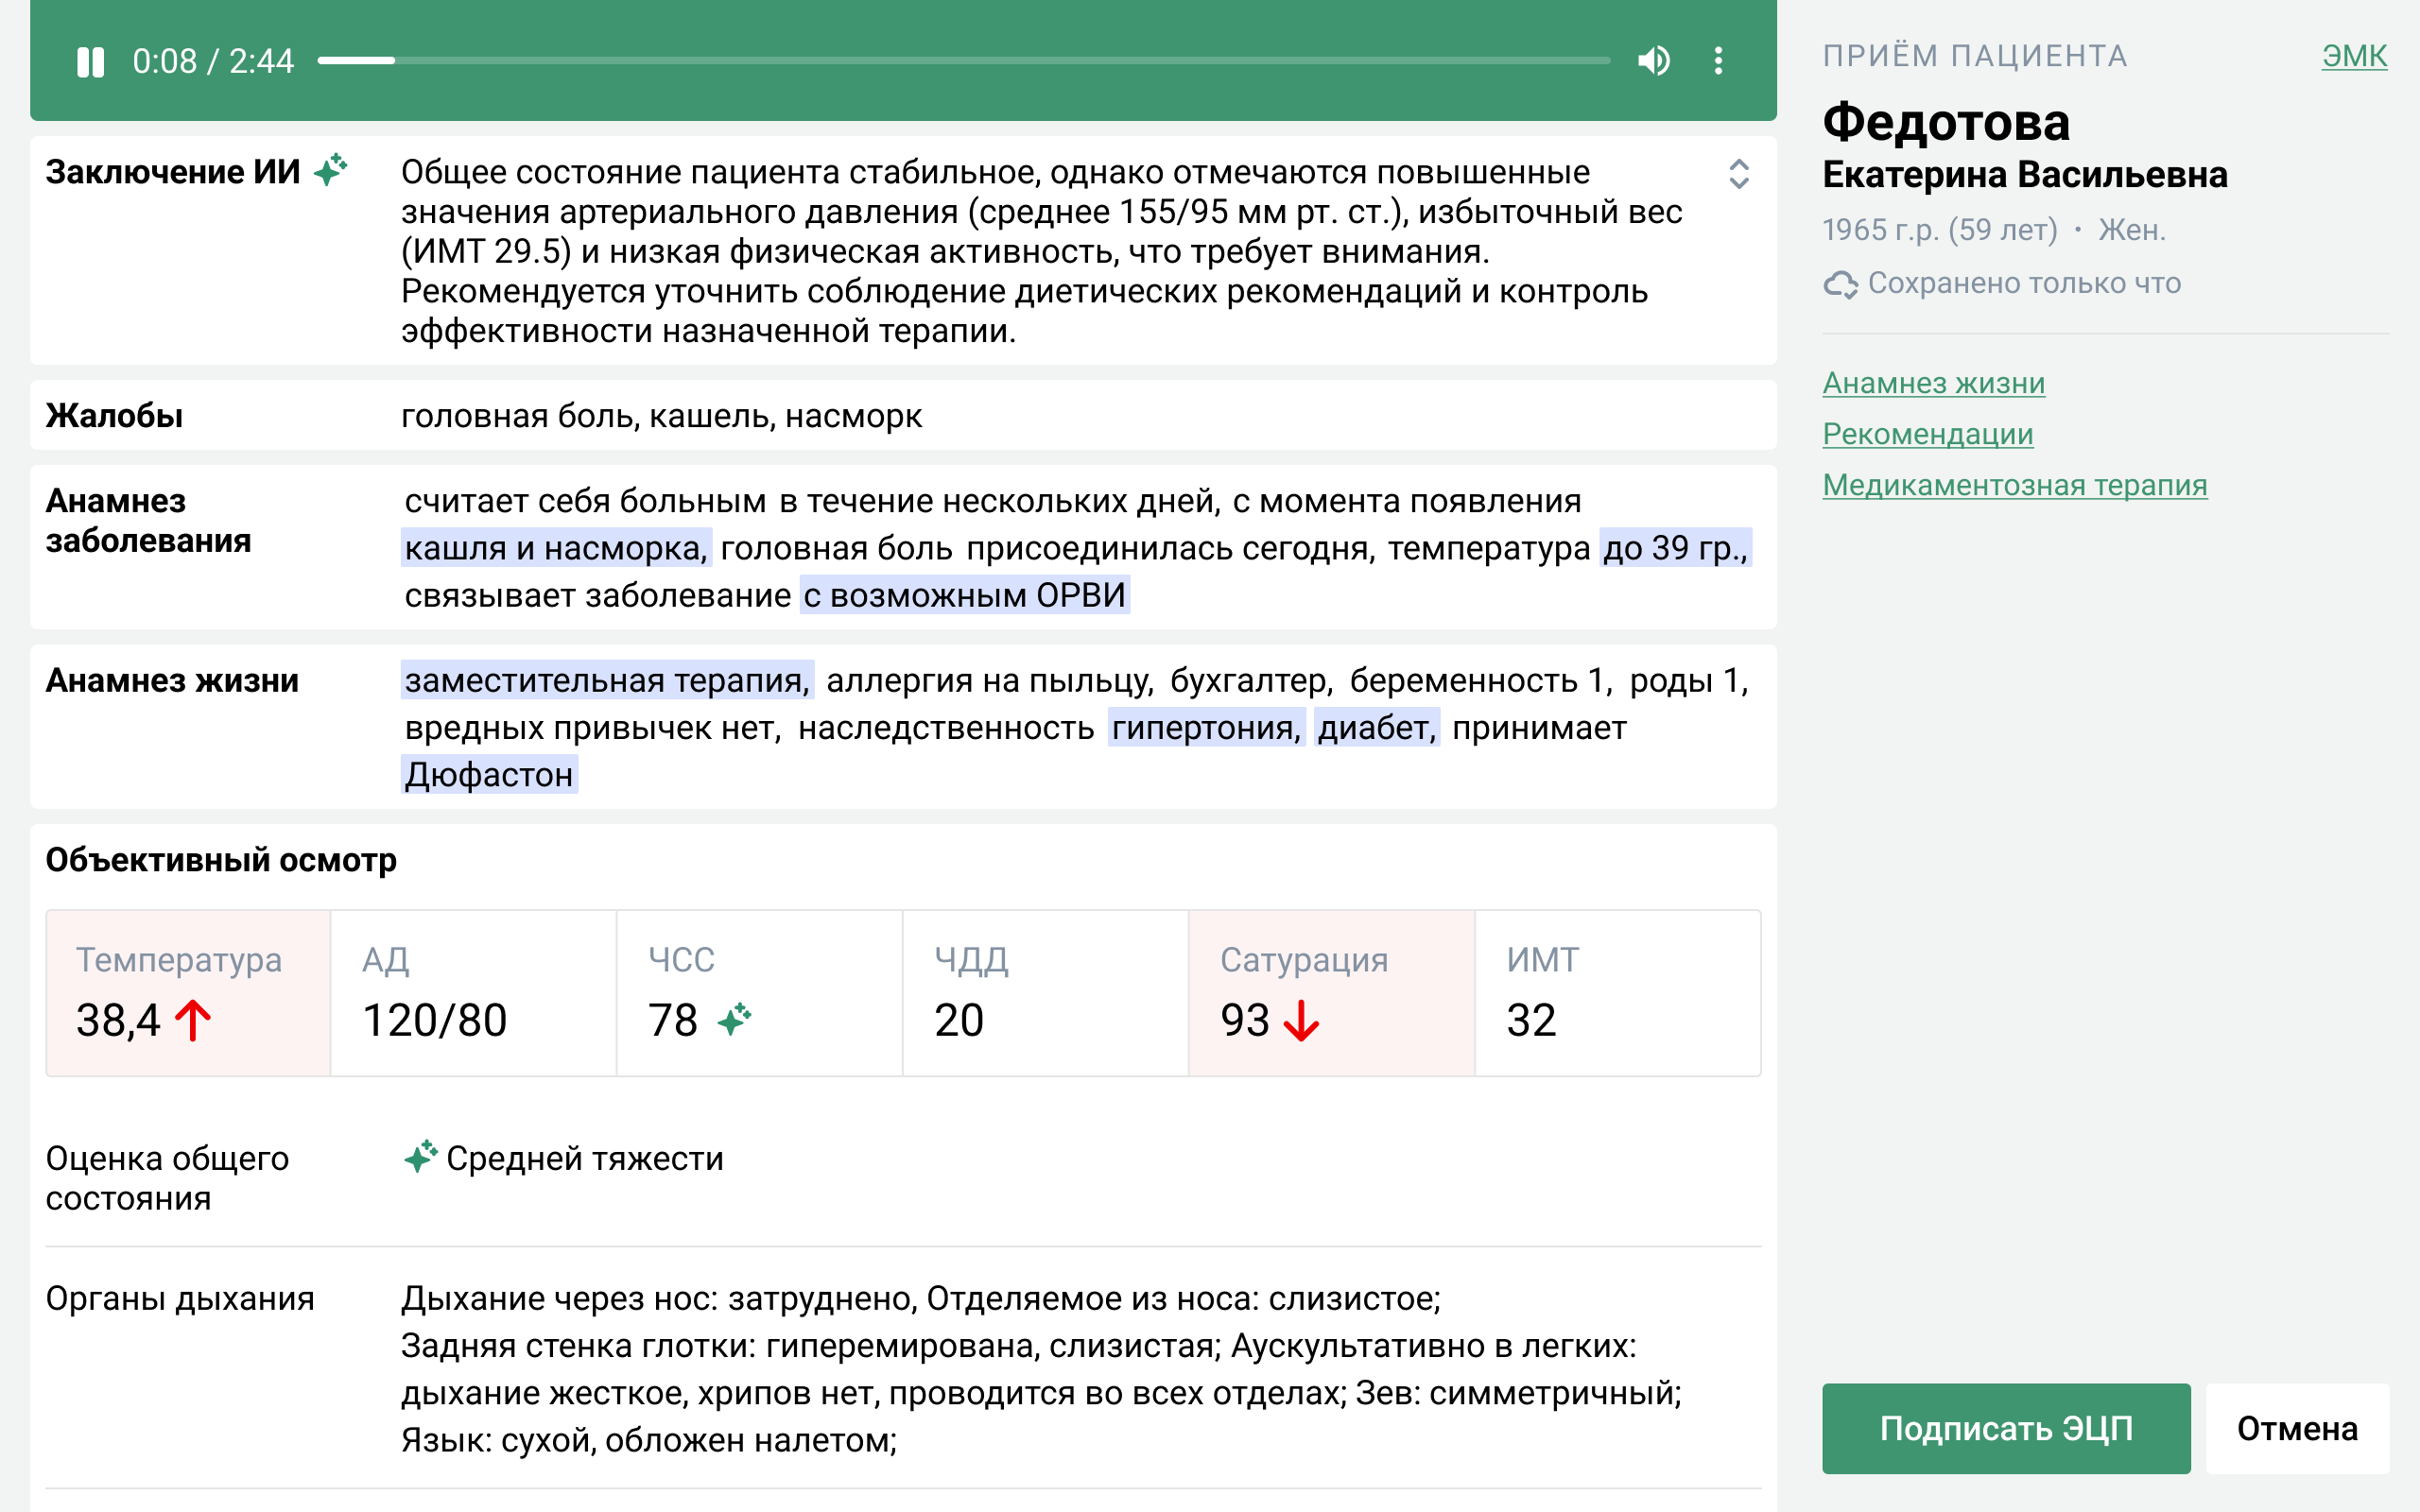 0:08 / 2:44
Заключение ИИ
Общее состояние пациента стабильное, однако отмечаются повышенные
значения артериального давления (среднее 155/95 мм рт. ст.), избыточный вес
(ИМТ 29.5) и низкая физическая активность, что требует внимания.
Рекомендуется уточнить соблюдение диетических рекомендаций и контроль
эффективности назначенной терапии.
Жалобы
головная боль, кашель, насморк
Анамнез
заболевания
считает себя больным в течение нескольких дней, с момента появления
кашля и насморка, головная боль присоединилась сегодня, температура до 39 гр.,
связывает заболевание с возможным ОРВИ
Анамнез жизни
заместительная терапия, аллергия на пыльцу, бухгалтер, беременность 1, роды 1,
вредных привычек нет, наследственность гипертония, диабет, принимает
Дюфастон
Объективный осмотр
Температура
38,4
АД
120/80
ЧСС
78
ЧДД
20
Сатурация
93
ИМТ
32
Оценка общего
состояния
Средней тяжести
Органы дыхания
Дыхание через нос: затруднено, Отделяемое из носа: слизистое;
Задняя стенка глотки: гиперемирована, слизистая; Аускультативно в легких:
дыхание жесткое, хрипов нет, проводится во всех отделах; Зев: симметричный;
Язык: сухой, обложен налетом;
ПРИЁМ ПАЦИЕНТА
ЭМК
Федотова
Екатерина Васильевна
1965 г.р. (59 лет) • Жен.
Сохранено только что
Анамнез жизни
Рекомендации
Медикаментозная терапия
Подписать ЭЦП
Отмена